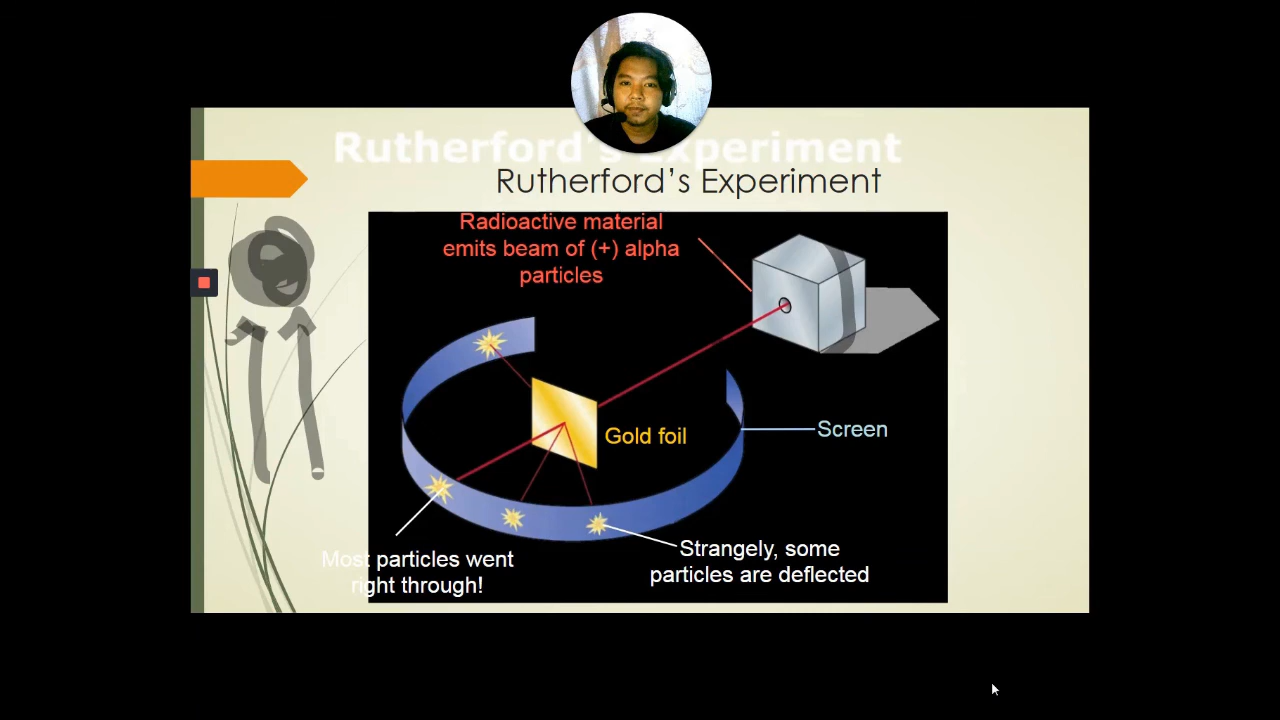 Rutherford's Experiment
Rutherford's Experiment
Radioactive material
emits beam of (+) alpha
particles
Gold foil
Screen
Most particles went
right through!
Strangely, some
particles are deflected